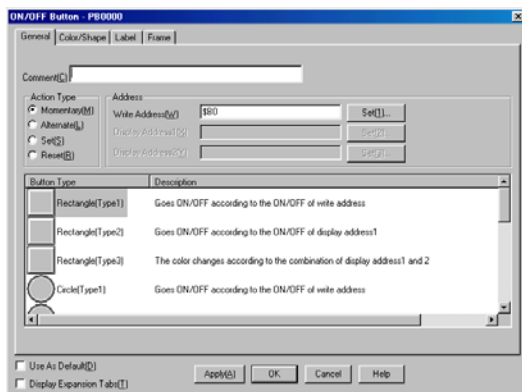 ON/OFF Button - PB0000
General Color/Shape Label Frame
Comment(C)
Action Type
Momentary(M)
Alternate(L)
Set(S)
Reset(R)
Address
Write Address(W) $B0 Set(1)...
Display Address1(X) Set(2)...
Display Address2(Y) Set(3)...
Button Type Description
Rectangle(Type1) Goes ON/OFF according to the ON/OFF of write address
Rectangle(Type2) Goes ON/OFF according to the ON/OFF of display address1
Rectangle(Type3) The color changes according to the combination of display address1 and 2
Circle(Type1) Goes ON/OFF according to the ON/OFF of write address
Use As Default(D)
Display Expansion Tabs(T)
Apply(A) OK Cancel Help